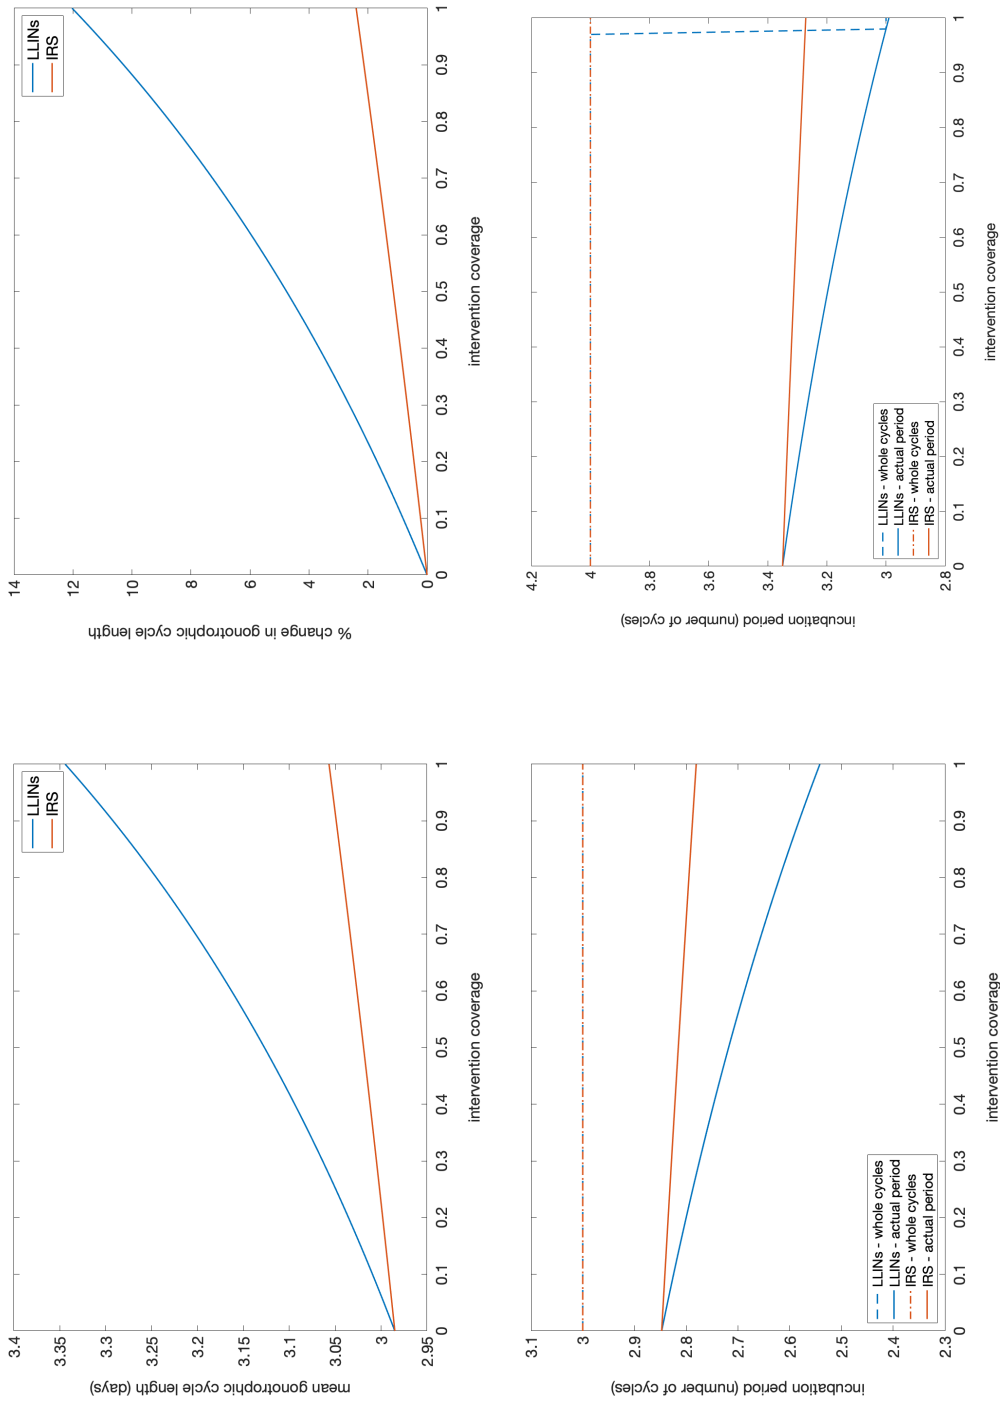 mean gonotrophic cycle length (days)
3.4
3.35
3.3
3.25
3.2
3.15
3.1
3.05
3
2.95
LLINs
IRS
0 0.1 0.2 0.3 0.4 0.5 0.6 0.7 0.8 0.9 1
intervention coverage
% change in gonotrophic cycle length
14
12
10
8
6
4
2
0
LLINs
IRS
0 0.1 0.2 0.3 0.4 0.5 0.6 0.7 0.8 0.9 1
intervention coverage
incubation period (number of cycles)
3.1
3
2.9
2.8
2.7
2.6
2.5
2.4
2.3
LLINs - whole cycles
LLINs - actual period
IRS - whole cycles
IRS - actual period
0 0.1 0.2 0.3 0.4 0.5 0.6 0.7 0.8 0.9 1
intervention coverage
incubation period (number of cycles)
4.2
4
3.8
3.6
3.4
3.2
3
2.8
LLINs - whole cycles
LLINs - actual period
IRS - whole cycles
IRS - actual period
0 0.1 0.2 0.3 0.4 0.5 0.6 0.7 0.8 0.9 1
intervention coverage